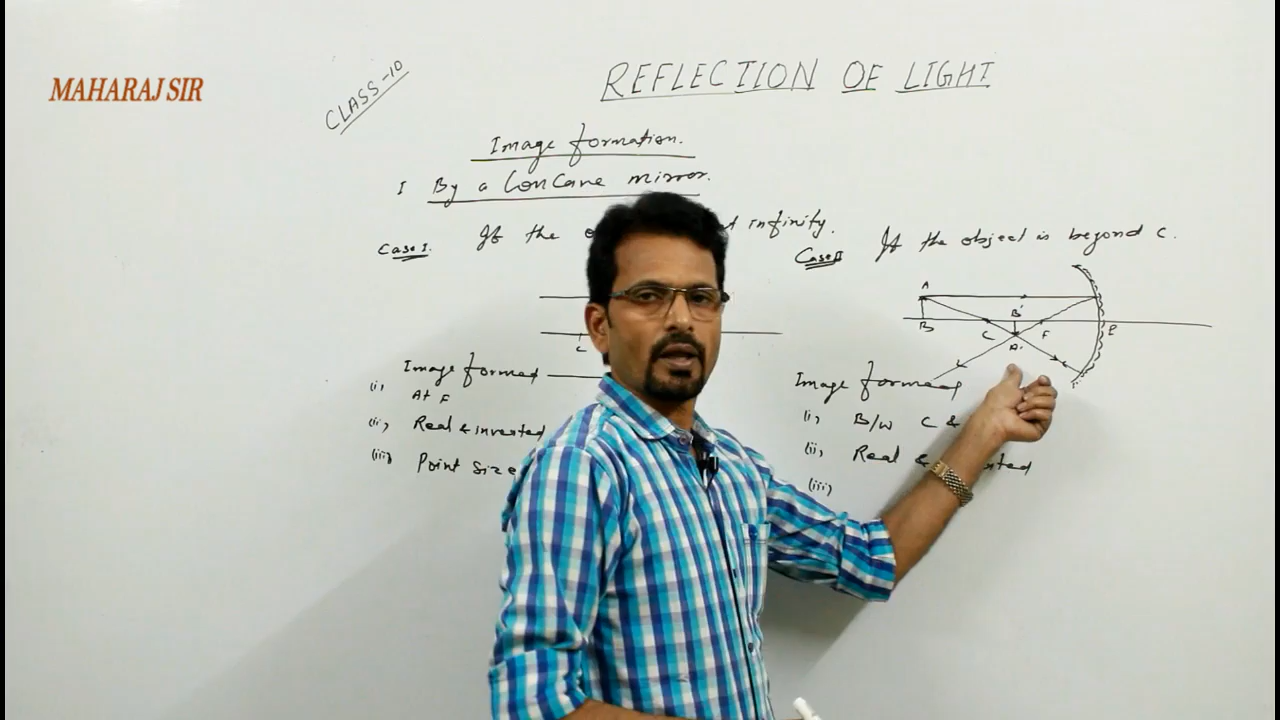 MAHARAJ SIR
CLASS-10
REFLECTION OF LIGHT
Image formation.
I By a Concave mirror.
Case I. If the infinity.
C
Image formed
(i) At F
(ii) Real & inverted
(iii) Point Size
Case II If the object is beyond C.
A
B
B'
C
F
P
A'
Image formed
(i) B/W C &
(ii) Real &
(iii)